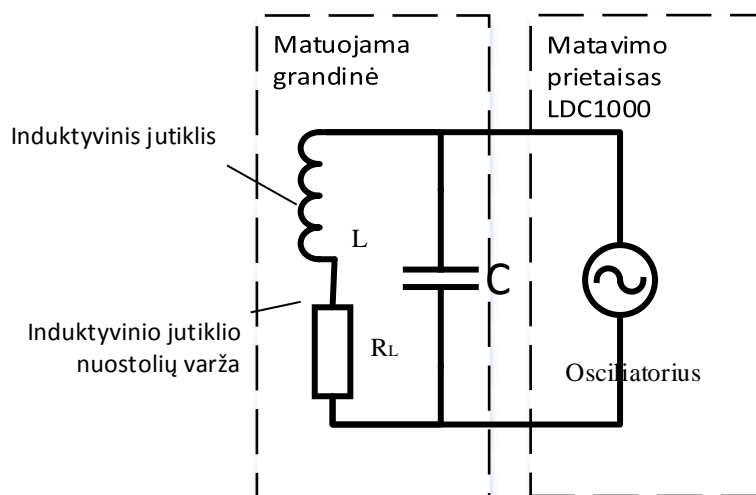 Matuojama
grandinė
Matavimo
prietaisas
LDC1000
Induktyvinis jutiklis
L
C
Induktyvinio jutiklio
nuostolių varža
RL
Osciliatorius